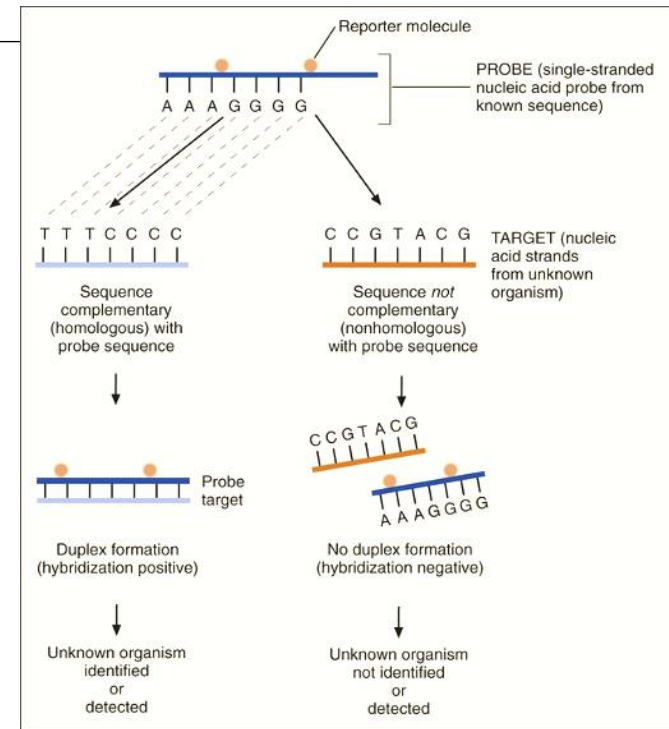 Reporter molecule
PROBE (single-stranded
nucleic acid probe from
known sequence)
A A A G G G G
T T T C C C C
C C G T A C G
TARGET (nucleic
acid strands
from unknown
organism)
Sequence
complementary
(homologous) with
probe sequence
Sequence not
complementary
(nonhomologous)
with probe sequence
C C G T A C G
Probe
target
A A A G G G G
Duplex formation
(hybridization positive)
No duplex formation
(hybridization negative)
Unknown organism
identified
or
detected
Unknown organism
not identified
or
detected